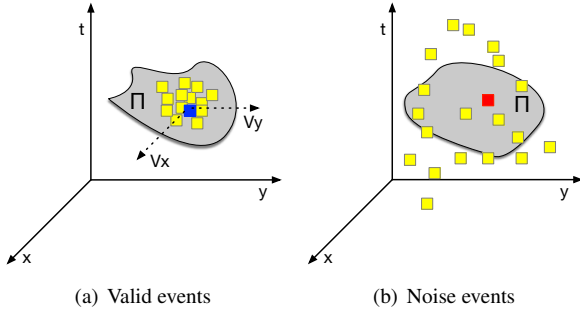 t
Π
Vy
Vx
y
x
(a) Valid events
t
Π
y
x
(b) Noise events